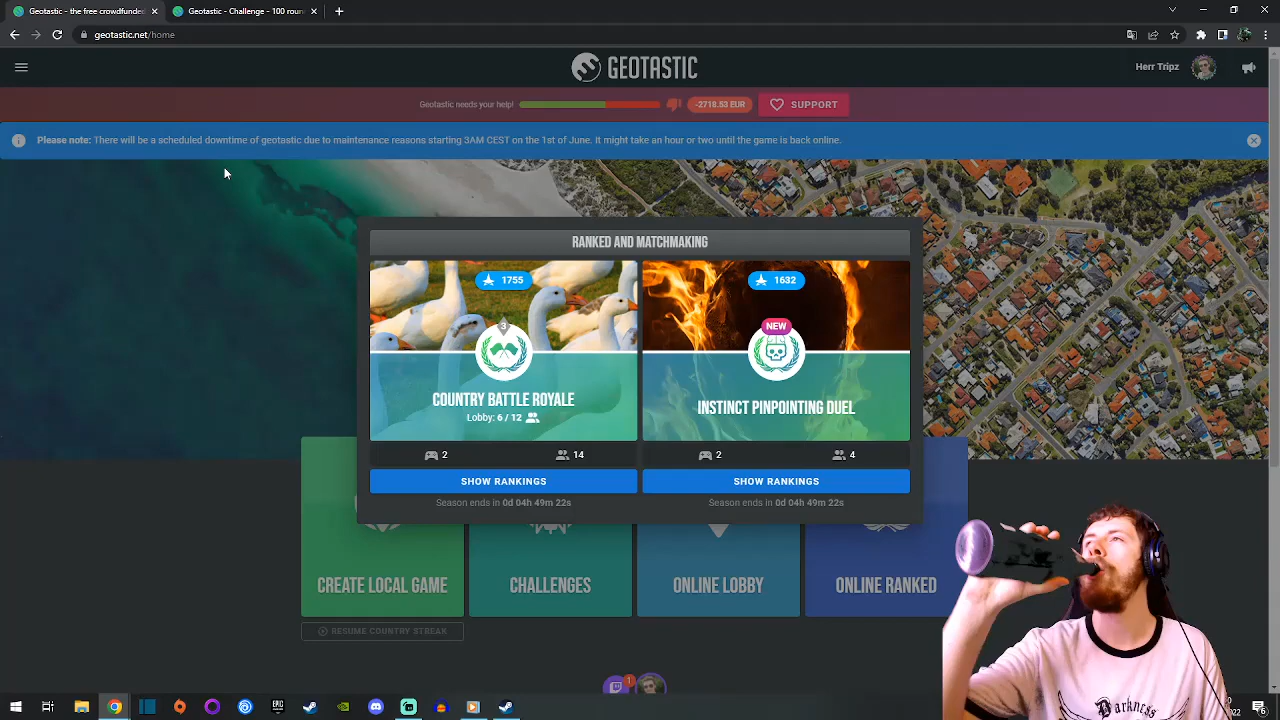 Geotastic - the free crowdfun
Geotastic - Challenge - 100 roun
geotastic.net/home
GEOTASTIC
Herr Tripz
Geotastic needs your help!
-2718.53 EUR
SUPPORT
Please note: There will be a scheduled downtime of geotastic due to maintenance reasons starting 3AM CEST on the 1st of June. It might take an hour or two until the game is back online.
RANKED AND MATCHMAKING
1755
1632
3
NEW
COUNTRY BATTLE ROYALE
Lobby: 6 / 12
INSTINCT PINPOINTING DUEL
2
14
2
4
SHOW RANKINGS
SHOW RANKINGS
Season ends in 0d 04h 49m 22s
Season ends in 0d 04h 49m 22s
CREATE LOCAL GAME
CHALLENGES
ONLINE LOBBY
ONLINE RANKED
RESUME COUNTRY STREAK
1
EPIC
Darkness